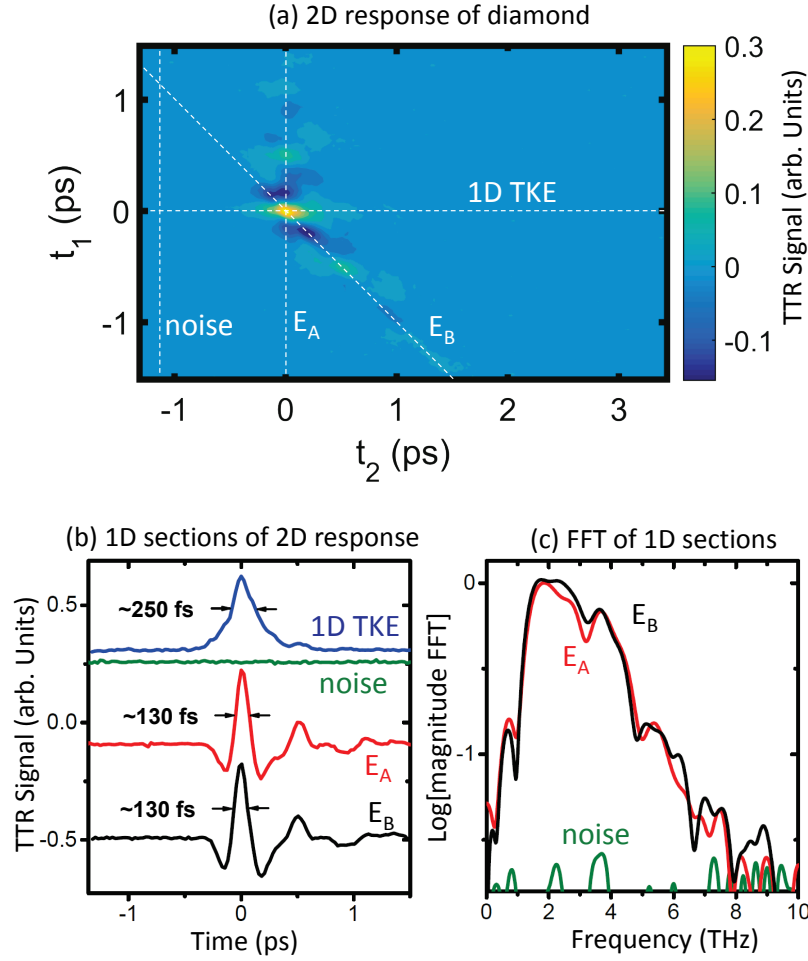 (a) 2D response of diamond
t1 (ps)
1
0
-1
1D TKE
noise
EA
EB
-1
0
1
2
3
t2 (ps)
0.3
0.2
0.1
0
-0.1
TTR Signal (arb. Units)
(b) 1D sections of 2D response
TTR Signal (arb. Units)
0.5
0.0
-0.5
~250 fs
1D TKE
noise
~130 fs
EA
~130 fs
EB
-1
0
1
Time (ps)
(c) FFT of 1D sections
Log[magnitude FFT]
0
-1
EB
EA
noise
0
2
4
6
8
10
Frequency (THz)